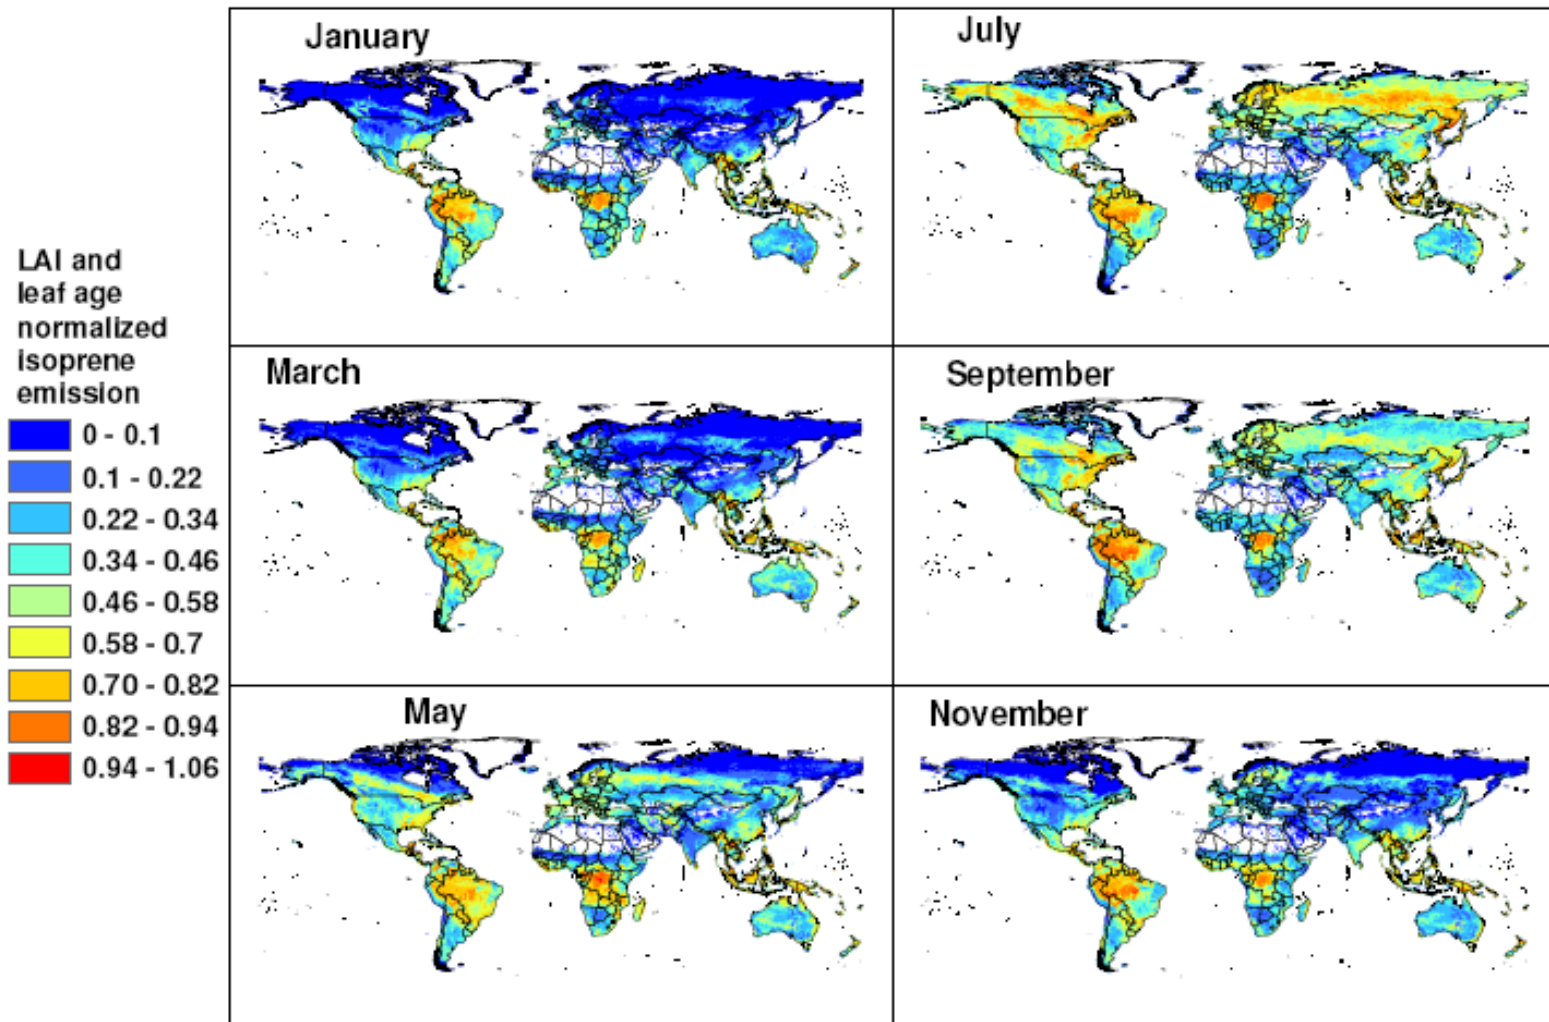 January
July
LAI and
leaf age
normalized
isoprene
emission
0 - 0.1
0.1 - 0.22
0.22 - 0.34
0.34 - 0.46
0.46 - 0.58
0.58 - 0.7
0.70 - 0.82
0.82 - 0.94
0.94 - 1.06
March
September
May
November